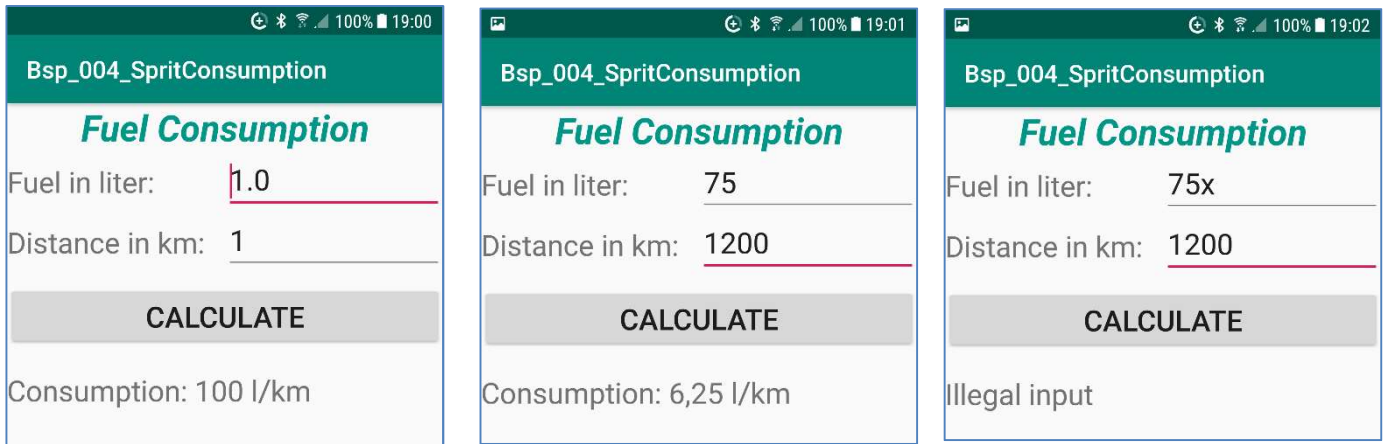 100% 19:00
Bsp_004_SpritConsumption
Fuel Consumption
Fuel in liter: 1.0
Distance in km: 1
CALCULATE
Consumption: 100 l/km
100% 19:01
Bsp_004_SpritConsumption
Fuel Consumption
Fuel in liter: 75
Distance in km: 1200
CALCULATE
Consumption: 6,25 l/km
100% 19:02
Bsp_004_SpritConsumption
Fuel Consumption
Fuel in liter: 75x
Distance in km: 1200
CALCULATE
Illegal input